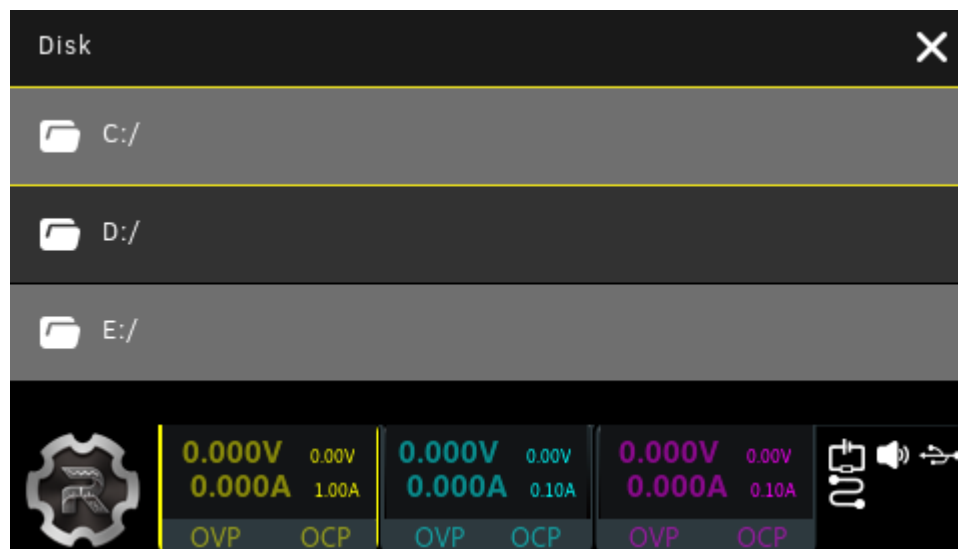 Disk
C:/
D:/
E:/
0.000V 0.00V 0.000V 0.00V 0.000V 0.00V
0.000A 1.00A 0.000A 0.10A 0.000A 0.10A
OVP OCP OVP OCP OVP OCP